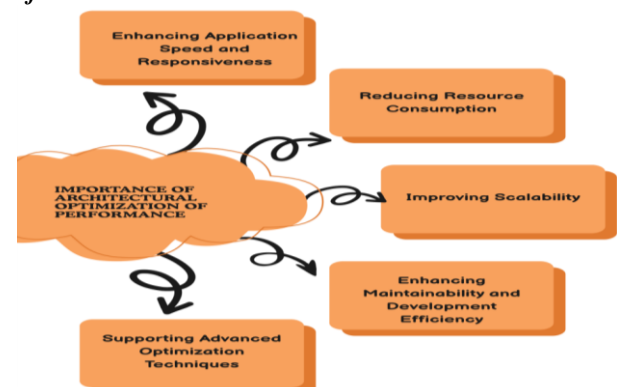 Enhancing Application
Speed and
Responsiveness
Reducing Resource
Consumption
IMPORTANCE OF
ARCHITECTURAL
OPTIMIZATION OF
PERFORMANCE
Improving Scalability
Enhancing
Maintainability and
Development
Efficiency
Supporting Advanced
Optimization
Techniques